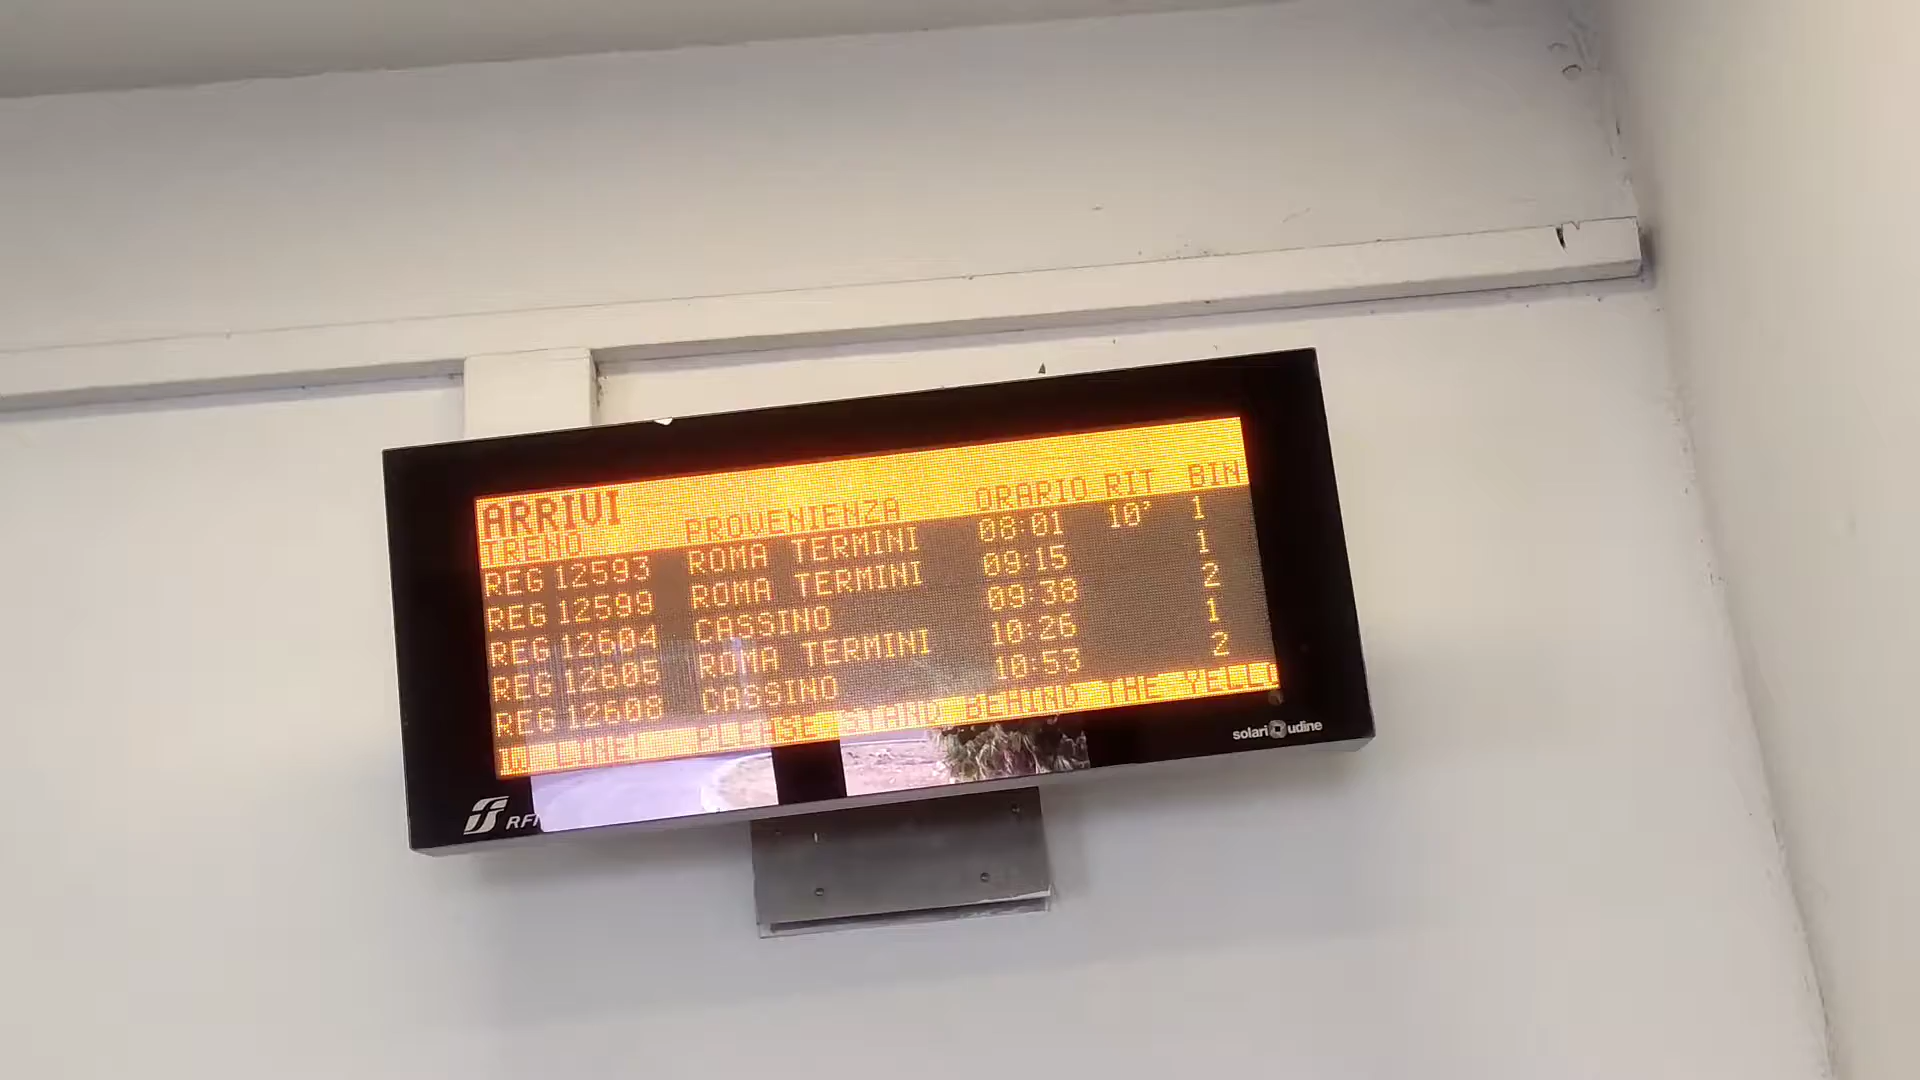 ARRIVI
TRENO PROVENIENZA ORARIO RIT BIN
REG 12593 ROMA TERMINI 08:01 10' 1
REG 12599 ROMA TERMINI 09:15 1
REG 12604 CASSINO 09:38 2
REG 12605 ROMA TERMINI 10:26 1
REG 12608 CASSINO 10:53 2
W LINE! PLEASE STAND BEHIND THE YELLO
solari udine
RFI